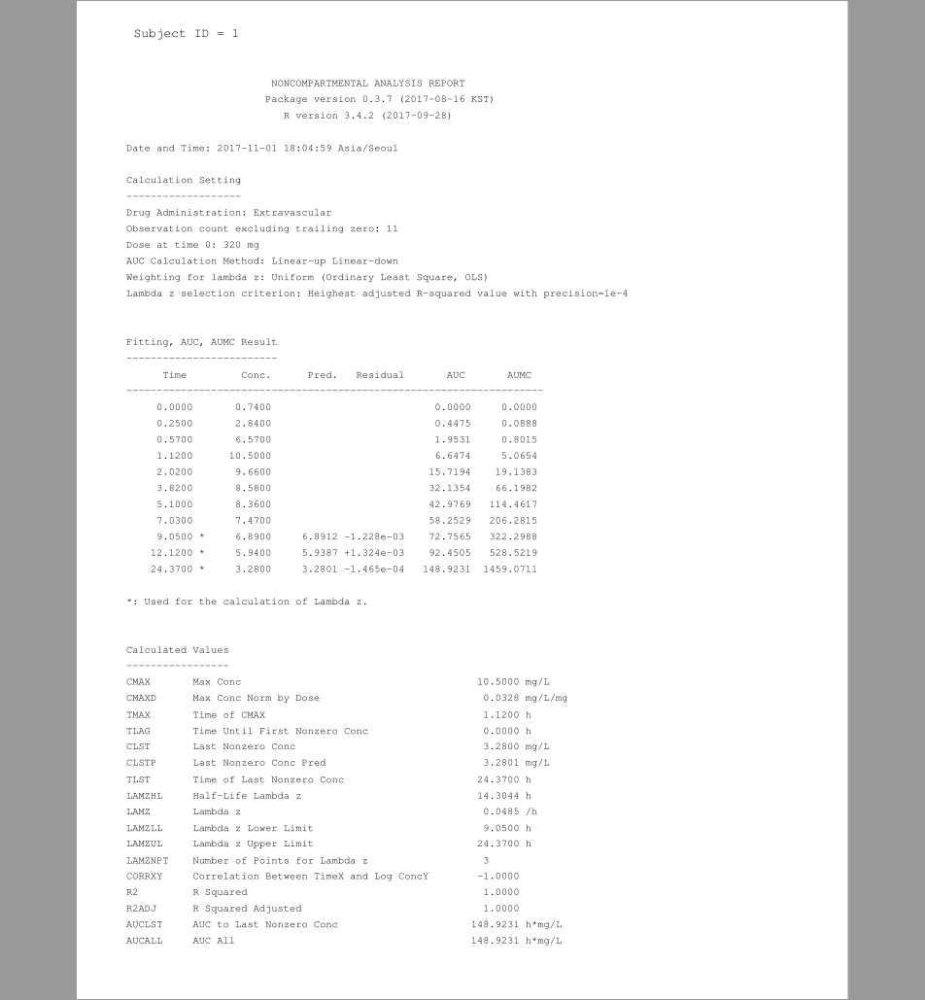 Subject ID = 1
NONCOMPARTMENTAL ANALYSIS REPORT
Package version 0.3.7 (2017-08-16 KST)
R version 3.4.2 (2017-09-28)
Date and Time: 2017-11-01 18:04:59 Asia/Seoul
Calculation Setting
-------------------
Drug Administration: Extravascular
Observation count excluding trailing zero: 11
Dose at time 0: 320 mg
AUC Calculation Method: Linear-up Linear-down
Weighting for lambda z: Uniform (Ordinary Least Square, OLS)
Lambda z selection criterion: Heighest adjusted R-squared value with precision=1e-4
Fitting, AUC, AUMC Result
-------------------------
Time Conc. Pred. Residual AUC AUMC
---------------------------------------------------------------------
0.0000 0.7400 0.0000 0.0000
0.2500 2.8400 0.4475 0.0888
0.5700 6.5700 1.9531 0.8015
1.1200 10.5000 6.6474 5.0654
2.0200 9.6600 15.7194 19.1383
3.8200 8.5800 32.1354 66.1982
5.1000 8.3600 42.9769 114.4617
7.0300 7.4700 58.2529 206.2815
9.0500 * 6.8900 6.8912 -1.228e-03 72.7565 322.2988
12.1200 * 5.9400 5.9387 +1.324e-03 92.4505 528.5219
24.3700 * 3.2800 3.2801 -1.465e-04 148.9231 1459.0711
*: Used for the calculation of Lambda z.
Calculated Values
-----------------
CMAX Max Conc 10.5000 mg/L
CMAXD Max Conc Norm by Dose 0.0328 mg/L/mg
TMAX Time of CMAX 1.1200 h
TLAG Time Until First Nonzero Conc 0.0000 h
CLST Last Nonzero Conc 3.2800 mg/L
CLSTP Last Nonzero Conc Pred 3.2801 mg/L
TLST Time of Last Nonzero Conc 24.3700 h
LAMZHL Half-Life Lambda z 14.3044 h
LAMZ Lambda z 0.0485 /h
LAMZLL Lambda z Lower Limit 9.0500 h
LAMZUL Lambda z Upper Limit 24.3700 h
LAMZNPT Number of Points for Lambda z 3
CORRXY Correlation Between TimeX and Log ConcY -1.0000
R2 R Squared 1.0000
R2ADJ R Squared Adjusted 1.0000
AUCLST AUC to Last Nonzero Conc 148.9231 h*mg/L
AUCALL AUC All 148.9231 h*mg/L